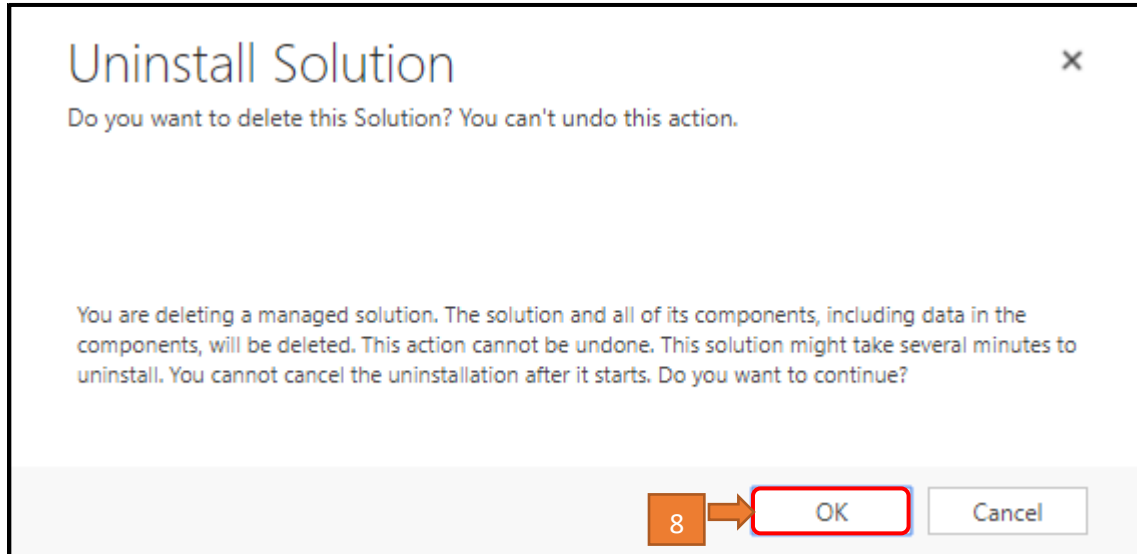 Uninstall Solution
Do you want to delete this Solution? You can't undo this action.
You are deleting a managed solution. The solution and all of its components, including data in the
components, will be deleted. This action cannot be undone. This solution might take several minutes to
uninstall. You cannot cancel the uninstallation after it starts. Do you want to continue?
8 OK Cancel